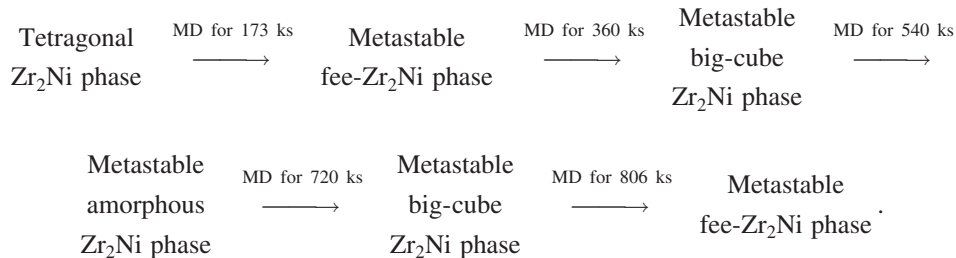 Tetragonal MD for 173 ks Metastable MD for 360 ks Metastable MD for 540 ks
Zr₂Ni phase ⟶ fee-Zr₂Ni phase ⟶ big-cube ⟶
Zr₂Ni phase
Metastable MD for 720 ks Metastable MD for 806 ks Metastable
amorphous ⟶ big-cube ⟶ fee-Zr₂Ni phase .
Zr₂Ni phase Zr₂Ni phase